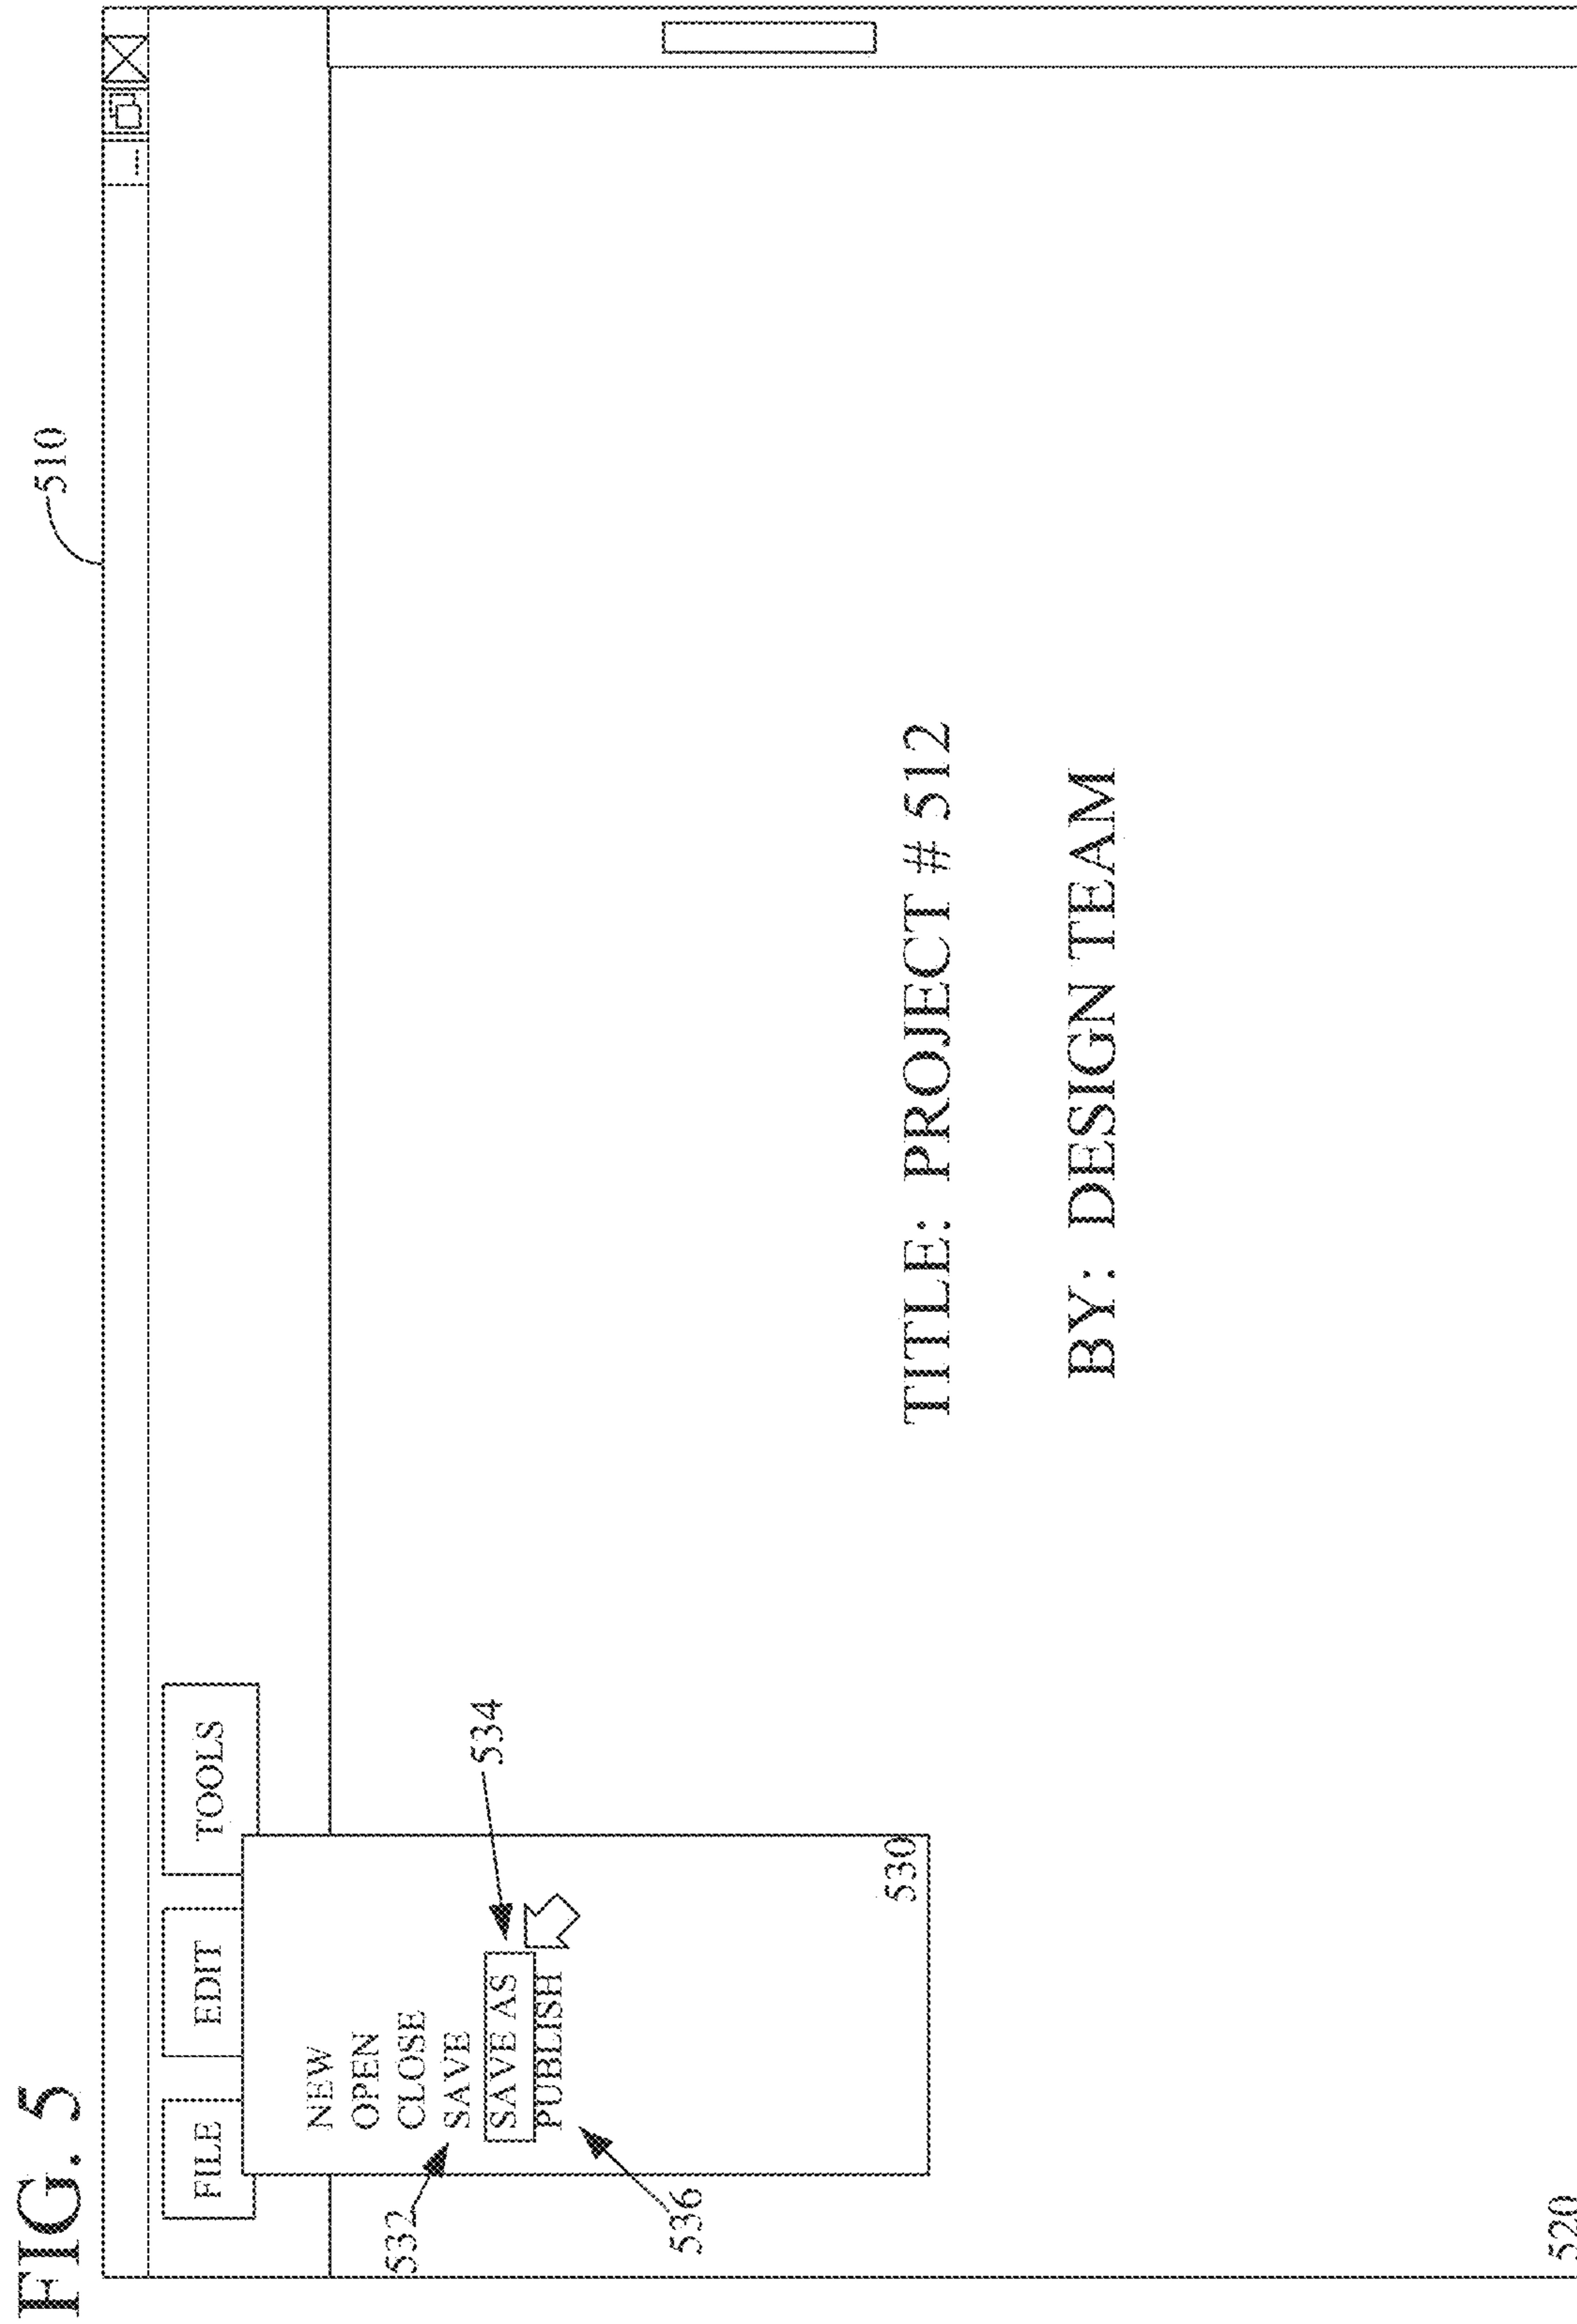 FIG. 5
510
...
FILE EDIT TOOLS
NEW
OPEN
CLOSE
532
SAVE
SAVE AS
534
PUBLISH
536
530
TITLE: PROJECT # 512
BY: DESIGN TEAM
520